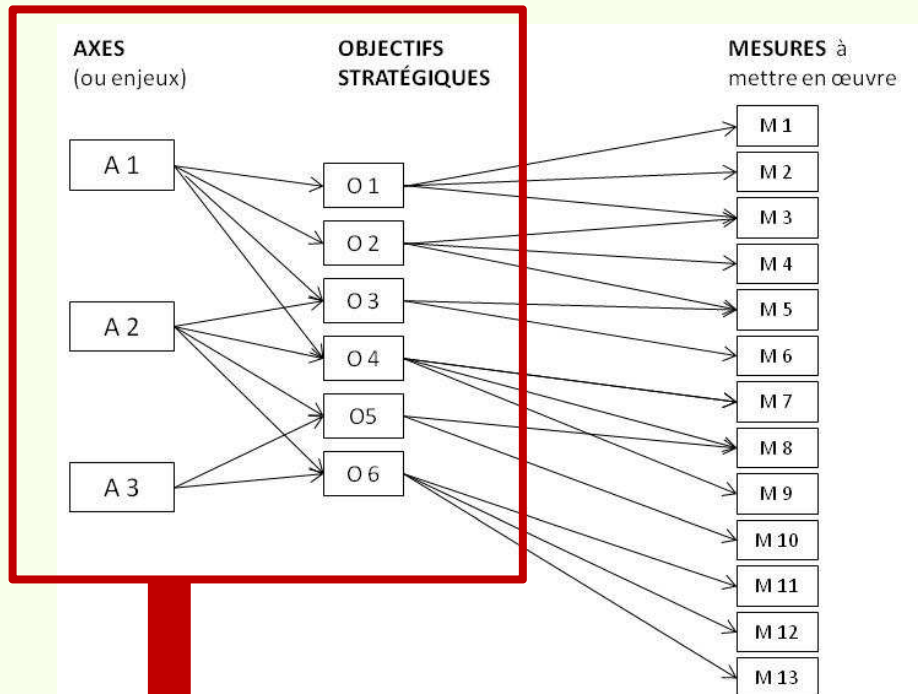 AXES
(ou enjeux)
OBJECTIFS
STRATÉGIQUES
MESURES à
mettre en œuvre
A 1
A 2
A 3
O 1
O 2
O 3
O 4
O5
O 6
M 1
M 2
M 3
M 4
M 5
M 6
M 7
M 8
M 9
M 10
M 11
M 12
M 13